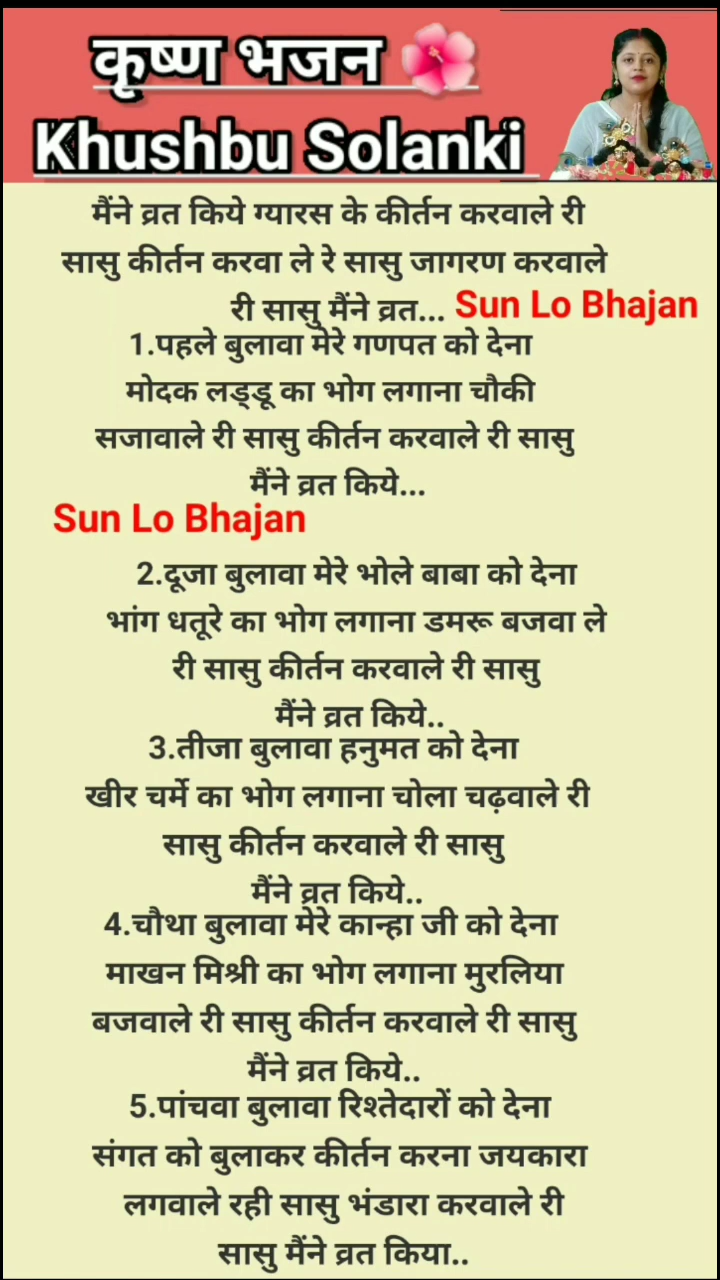 कृष्ण भजन
Khushbu Solanki
मैंने व्रत किये ग्यारस के कीर्तन करवाले री
सासु कीर्तन करवा ले रे सासु जागरण करवाले
री सासु मैंने व्रत... Sun Lo Bhajan
1.पहले बुलावा मेरे गणपत को देना
मोदक लड्डू का भोग लगाना चौकी
सजावाले री सासु कीर्तन करवाले री सासु
मैंने व्रत किये...
Sun Lo Bhajan
2.दूजा बुलावा मेरे भोले बाबा को देना
भांग धतूरे का भोग लगाना डमरू बजवा ले
री सासु कीर्तन करवाले री सासु
मैंने व्रत किये..
3.तीजा बुलावा हनुमत को देना
खीर चर्मे का भोग लगाना चोला चढ़वाले री
सासु कीर्तन करवाले री सासु
मैंने व्रत किये..
4.चौथा बुलावा मेरे कान्हा जी को देना
माखन मिश्री का भोग लगाना मुरलिया
बजवाले री सासु कीर्तन करवाले री सासु
मैंने व्रत किये..
5.पांचवा बुलावा रिश्तेदारों को देना
संगत को बुलाकर कीर्तन करना जयकारा
लगवाले रही सासु भंडारा करवाले री
सासु मैंने व्रत किया..